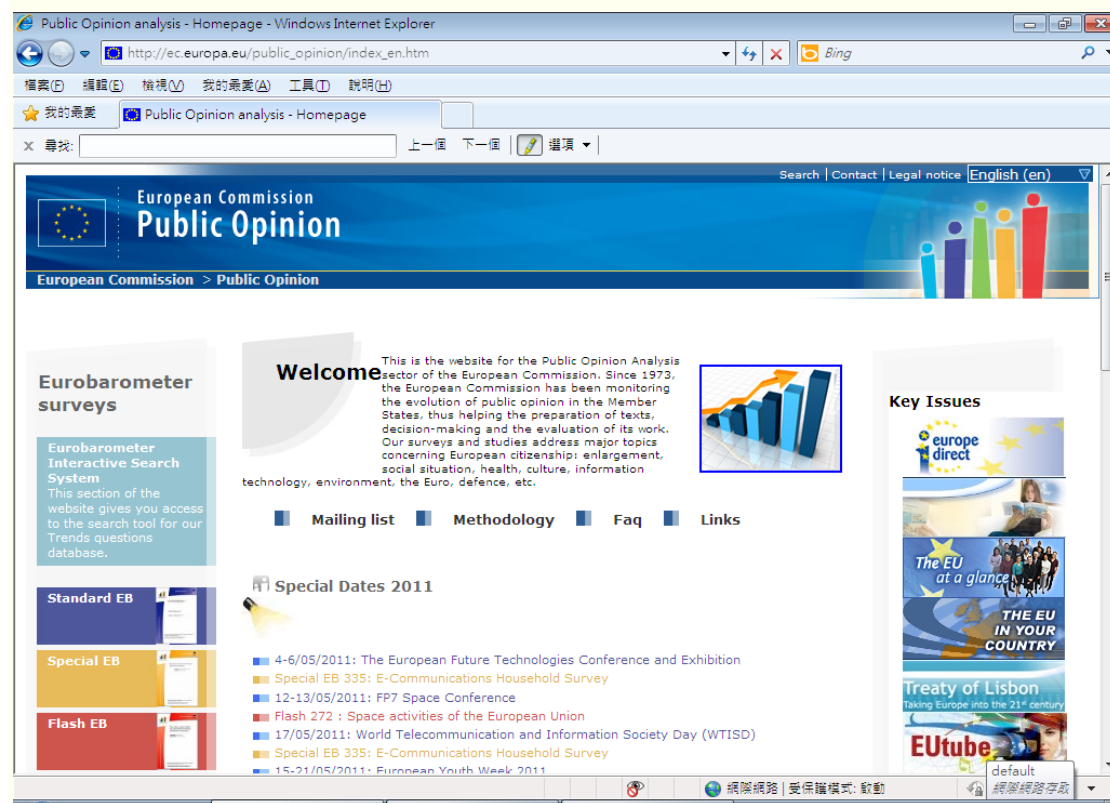 Public Opinion analysis - Homepage - Windows Internet Explorer
http://ec.europa.eu/public_opinion/index_en.htm
Bing
檔案(F) 編輯(E) 檢視(V) 我的最愛(A) 工具(T) 說明(H)
我的最愛 Public Opinion analysis - Homepage
x 尋找: 上一個 下一個 選項
Search | Contact | Legal notice English (en)
European Commission
Public Opinion
European Commission > Public Opinion
Eurobarometer
surveys
Eurobarometer
Interactive Search
System
This section of the
website gives you access
to the search tool for our
Trends questions
database.
Standard EB
Special EB
Flash EB
Welcome
This is the website for the Public Opinion Analysis
sector of the European Commission. Since 1973,
the European Commission has been monitoring
the evolution of public opinion in the Member
States, thus helping the preparation of texts,
decision-making and the evaluation of its work.
Our surveys and studies address major topics
concerning European citizenship: enlargement,
social situation, health, culture, information
technology, environment, the Euro, defence, etc.
Mailing list Methodology Faq Links
Special Dates 2011
4-6/05/2011: The European Future Technologies Conference and Exhibition
Special EB 335: E-Communications Household Survey
12-13/05/2011: FP7 Space Conference
Flash 272 : Space activities of the European Union
17/05/2011: World Telecommunication and Information Society Day (WTISD)
Special EB 335: E-Communications Household Survey
15-21/05/2011: European Youth Week 2011
Key Issues
europe
direct
The EU
at a glance
THE EU
IN YOUR
COUNTRY
Treaty of Lisbon
Taking Europe into the 21st century
EUtube
default
網際網路 | 受保護模式: 啟動
網際網路存取